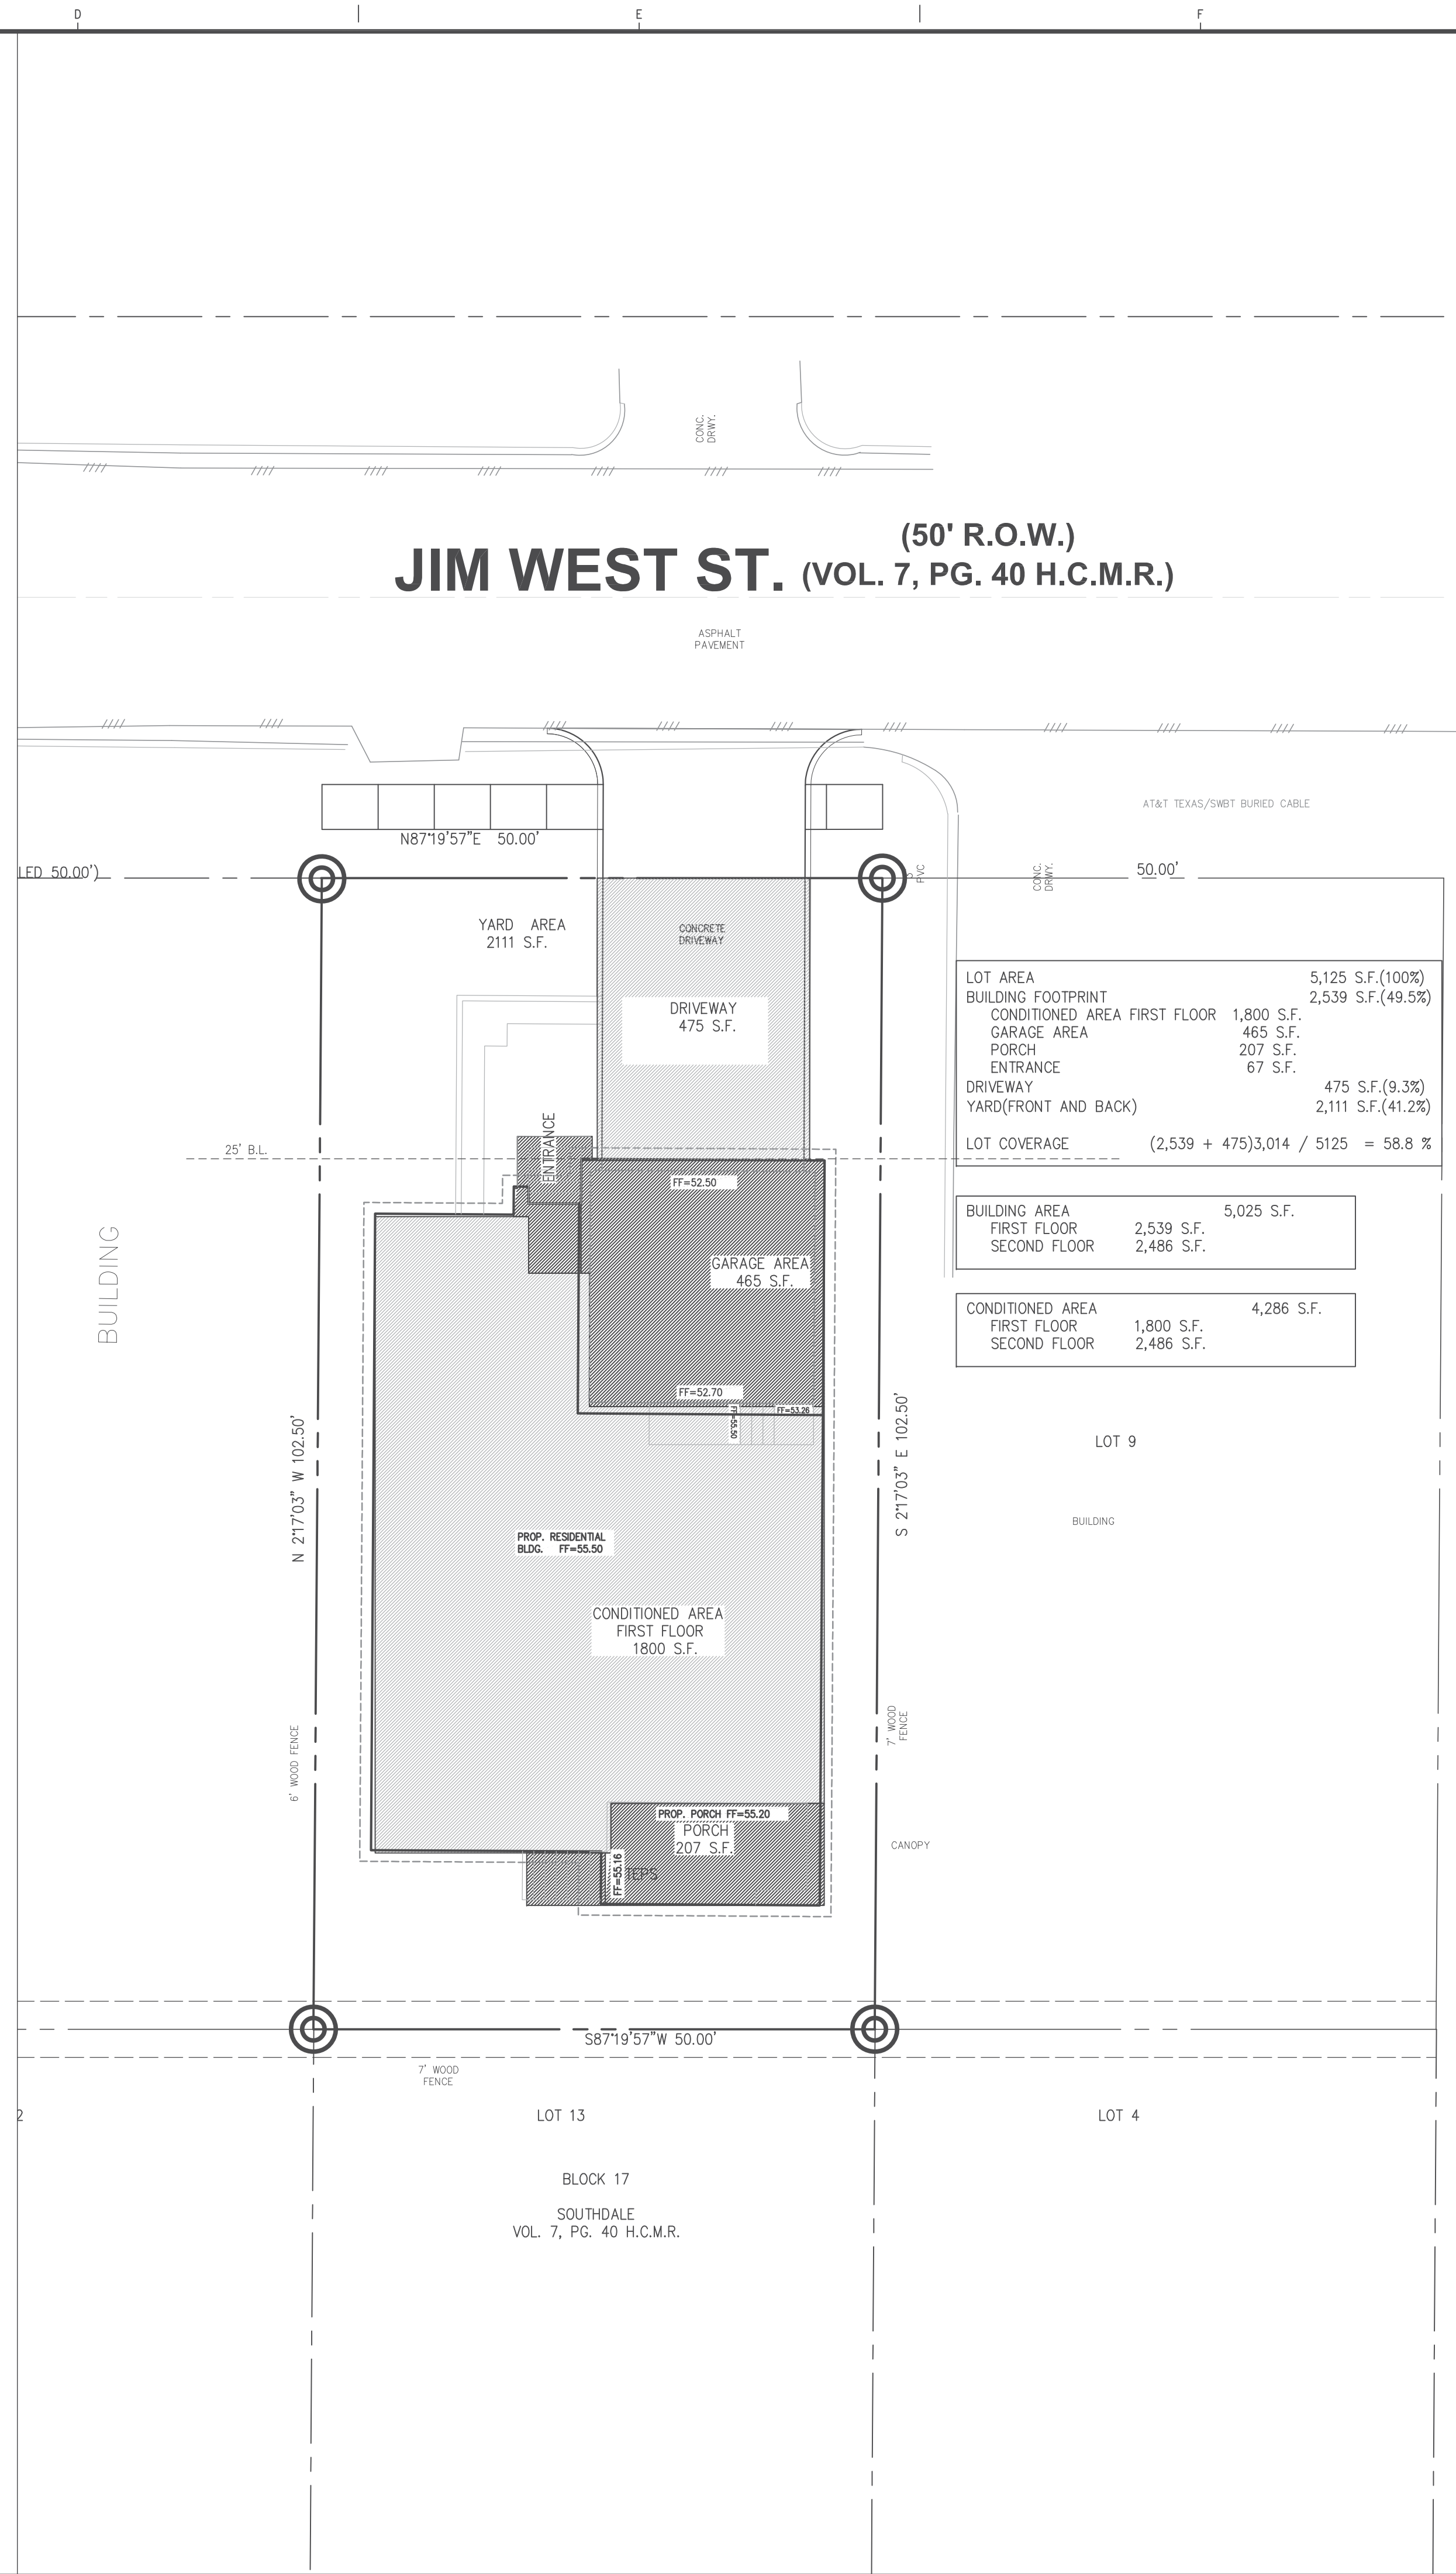 D
E
F
CONC.
DRWY.
JIM WEST ST.
(50' R.O.W.)
(VOL. 7, PG. 40 H.C.M.R.)
ASPHALT
PAVEMENT
AT&T TEXAS/SWBT BURIED CABLE
N87°19'57"E 50.00'
LED 50.00')
PVC
CONC.
DRWY.
50.00'
YARD AREA
2111 S.F.
CONCRETE
DRIVEWAY
DRIVEWAY
475 S.F.
LOT AREA 5,125 S.F.(100%)
BUILDING FOOTPRINT 2,539 S.F.(49.5%)
CONDITIONED AREA FIRST FLOOR 1,800 S.F.
GARAGE AREA 465 S.F.
PORCH 207 S.F.
ENTRANCE 67 S.F.
DRIVEWAY 475 S.F.(9.3%)
YARD(FRONT AND BACK) 2,111 S.F.(41.2%)
LOT COVERAGE (2,539 + 475)3,014 / 5125 = 58.8 %
ENTRANCE
25' B.L.
FF=52.50
BUILDING AREA 5,025 S.F.
FIRST FLOOR 2,539 S.F.
SECOND FLOOR 2,486 S.F.
BUILDING
GARAGE AREA
465 S.F.
CONDITIONED AREA 4,286 S.F.
FIRST FLOOR 1,800 S.F.
SECOND FLOOR 2,486 S.F.
FF=52.70
FF=53.26
FF=55.50
N 2°17'03" W 102.50'
S 2°17'03" E 102.50'
LOT 9
BUILDING
PROP. RESIDENTIAL
BLDG. FF=55.50
CONDITIONED AREA
FIRST FLOOR
1800 S.F.
6' WOOD FENCE
7' WOOD
FENCE
PROP. PORCH FF=55.20
PORCH
207 S.F.
CANOPY
FF=55.16
TEPS
S87°19'57"W 50.00'
7' WOOD
FENCE
2
LOT 13
LOT 4
BLOCK 17
SOUTHDALE
VOL. 7, PG. 40 H.C.M.R.